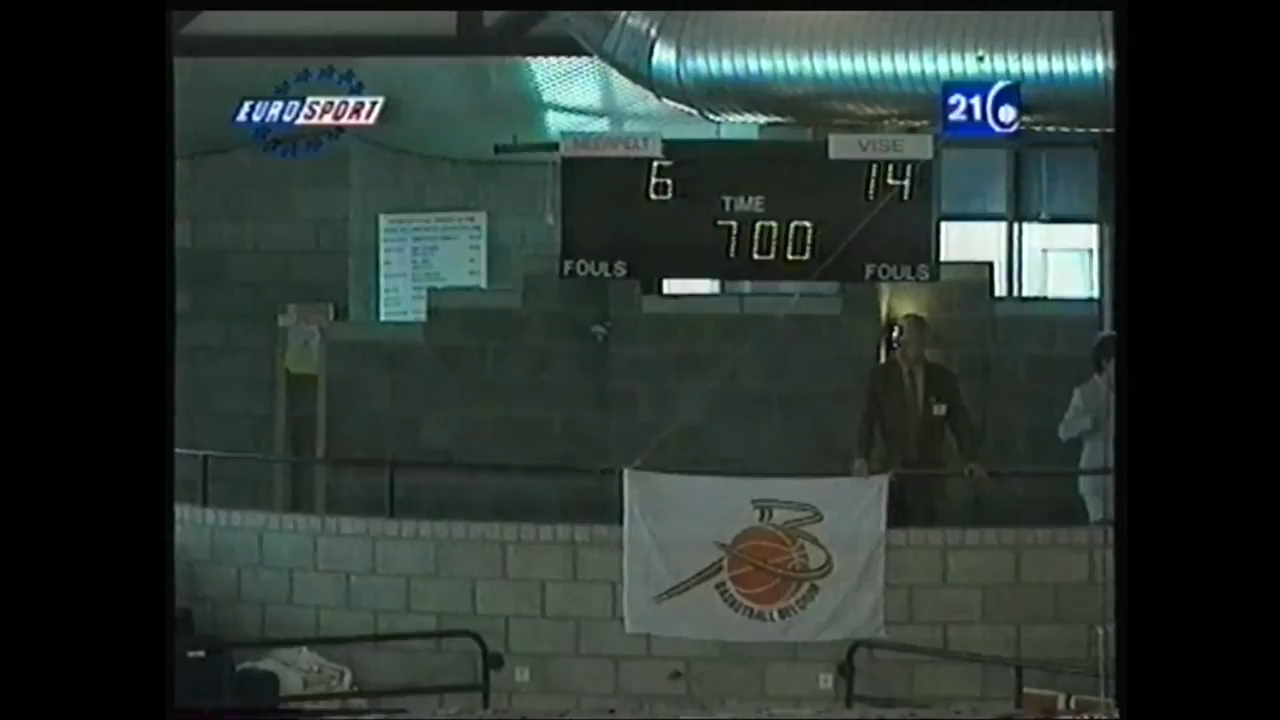 EUROSPORT
21
NEERPELT
VISE
6
14
TIME
700
FOULS
FOULS
BASKETBALL BELGIUM